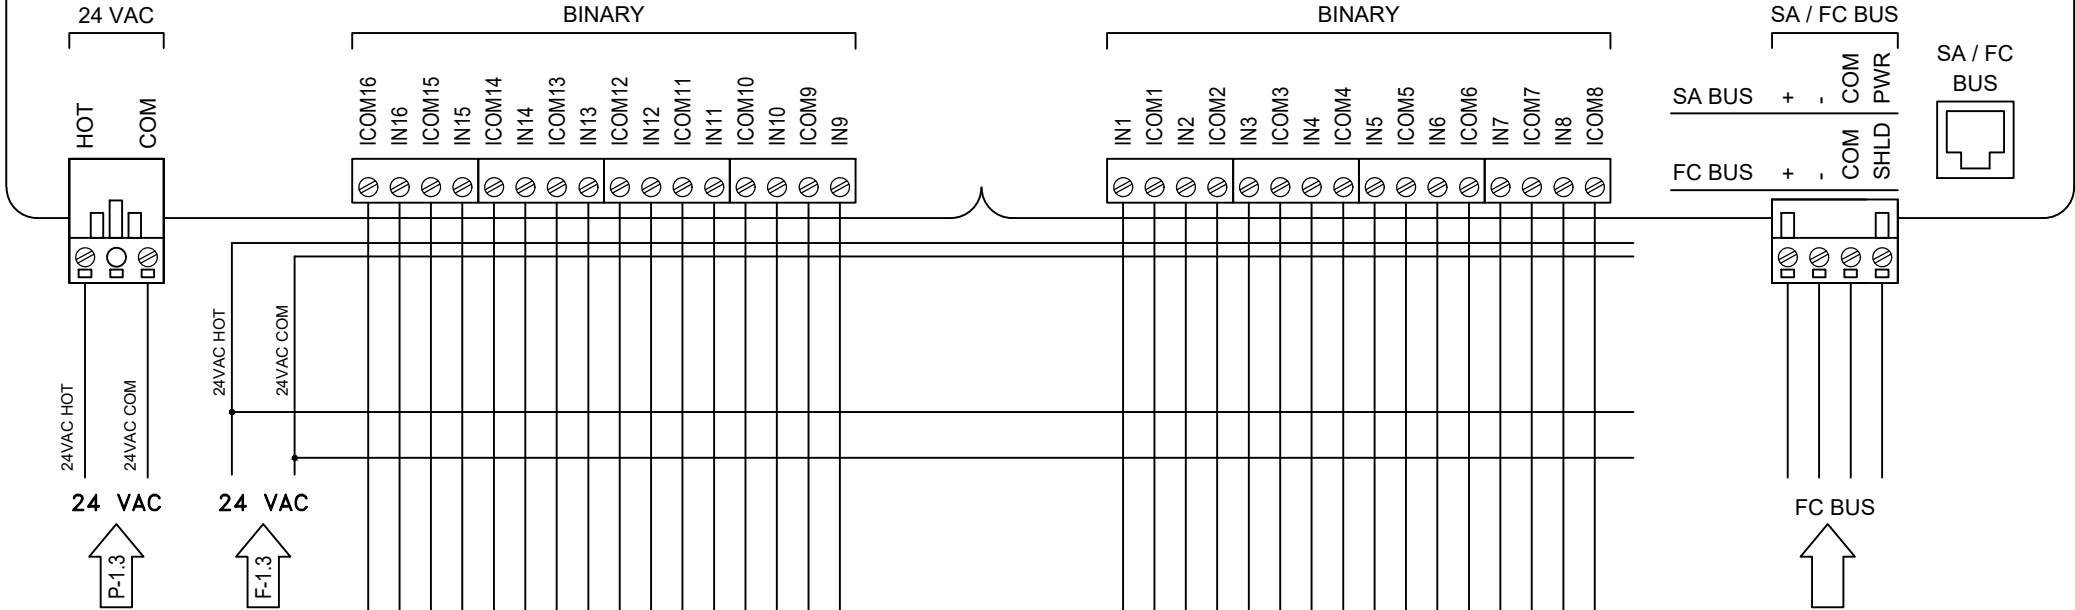 24 VAC
BINARY
BINARY
SA / FC BUS
HOT
COM
ICOM16
IN16
ICOM15
IN15
ICOM14
IN14
ICOM13
IN13
ICOM12
IN12
ICOM11
IN11
ICOM10
IN10
ICOM9
IN9
IN1
ICOM1
IN2
ICOM2
IN3
ICOM3
IN4
ICOM4
IN5
ICOM5
IN6
ICOM6
IN7
ICOM7
IN8
ICOM8
SA BUS + - COM PWR
FC BUS + - COM SHLD
SA / FC
BUS
24VAC HOT
24VAC COM
24VAC HOT
24VAC COM
24 VAC
24 VAC
FC BUS
P-1.3
F-1.3